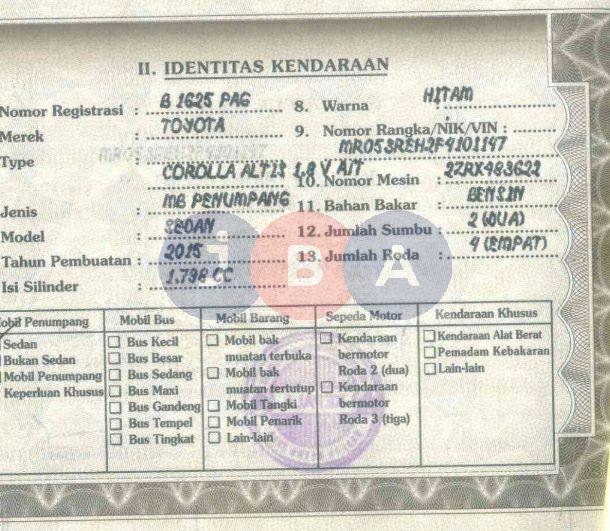 II. IDENTITAS KENDARAAN
Nomor Registrasi : B 1625 PAG
Merek : TOYOTA
Type
COROLLA ALTIS 1.8 V A/T
Jenis : MB PENUMPANG
Model : SEDAN
Tahun Pembuatan : 2015
Isi Silinder : 1.798 CC
8. Warna : HITAM
9. Nomor Rangka/NIK/VIN :
MR053REH2F4101147
10. Nomor Mesin : 2ZRX483622
11. Bahan Bakar : BENSIN
12. Jumlah Sumbu : 2 (DUA)
13. Jumlah Roda : 4 (EMPAT)
iBA
Mobil Penumpang
Sedan
Bukan Sedan
Mobil Penumpang
Keperluan Khusus
Mobil Bus
Bus Kecil
Bus Besar
Bus Sedang
Bus Maxi
Bus Gandeng
Bus Tempel
Bus Tingkat
Mobil Barang
Mobil bak
muatan terbuka
Mobil bak
muatan tertutup
Mobil Tangki
Mobil Penarik
Lain-lain
Sepeda Motor
Kendaraan
bermotor
Roda 2 (dua)
Kendaraan
bermotor
Roda 3 (tiga)
Kendaraan Khusus
Kendaraan Alat Berat
Pemadam Kebakaran
Lain-lain